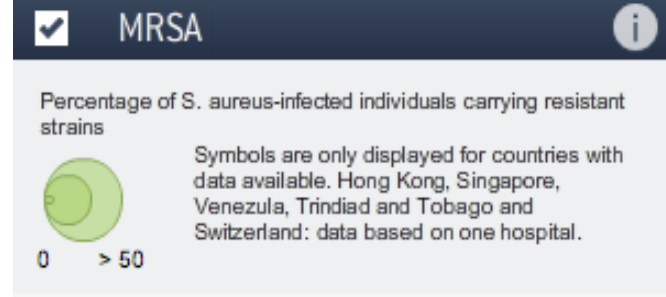 MRSA
i
Percentage of S. aureus-infected individuals carrying resistant
strains
Symbols are only displayed for countries with
data available. Hong Kong, Singapore,
Venezula, Trindiad and Tobago and
Switzerland: data based on one hospital.
0 > 50